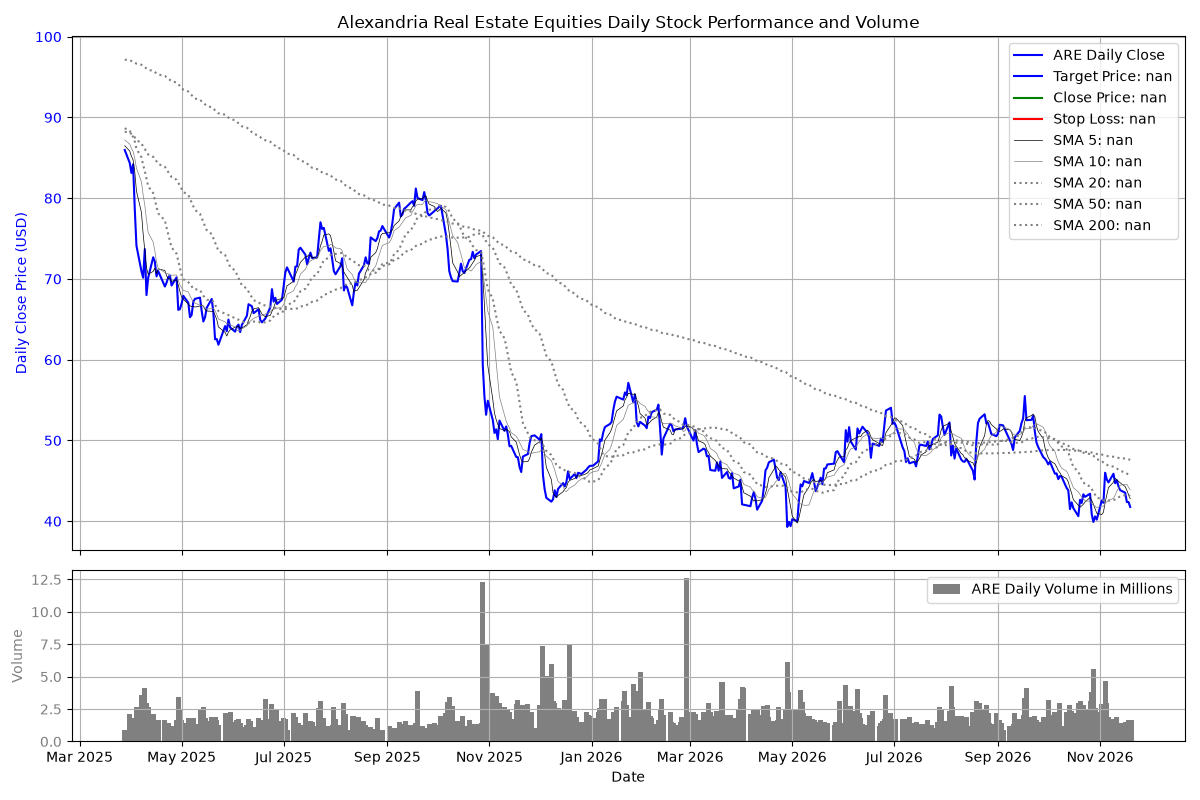 Alexandria Real Estate Equities Daily Stock Performance and Volume
100
90
80
70
60
50
40
Daily Close Price (USD)
ARE Daily Close
Target Price: nan
Close Price: nan
Stop Loss: nan
SMA 5: nan
SMA 10: nan
SMA 20: nan
SMA 50: nan
SMA 200: nan
12.5
10.0
7.5
5.0
2.5
0.0
Volume
ARE Daily Volume in Millions
Mar 2025 May 2025 Jul 2025 Sep 2025 Nov 2025 Jan 2026 Mar 2026 May 2026 Jul 2026 Sep 2026 Nov 2026
Date